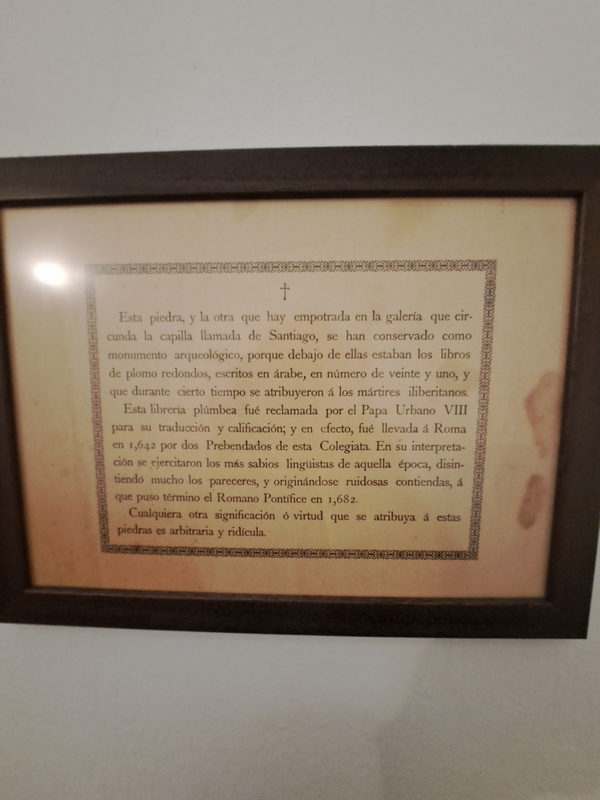 †
Esta piedra, y la otra que hay empotrada en la galería que cir-
cunda la capilla llamada de Santiago, se han conservado como
monumento arqueológico, porque debajo de ellas estaban los libros
de plomo redondos, escritos en árabe, en número de veinte y uno, y
que durante cierto tiempo se atribuyeron á los mártires iliberitanos.
Esta librería plúmbea fué reclamada por el Papa Urbano VIII
para su traducción y calificación; y en efecto, fué llevada á Roma
en 1,642 por dos Prebendados de esta Colegiata. En su interpreta-
ción se ejercitaron los más sabios lingüistas de aquella época, disin-
tiendo mucho los pareceres, y originándose ruidosas contiendas, á
que puso término el Romano Pontífice en 1,682.
Cualquiera otra significación ó virtud que se atribuya á estas
piedras es arbitraria y ridícula.